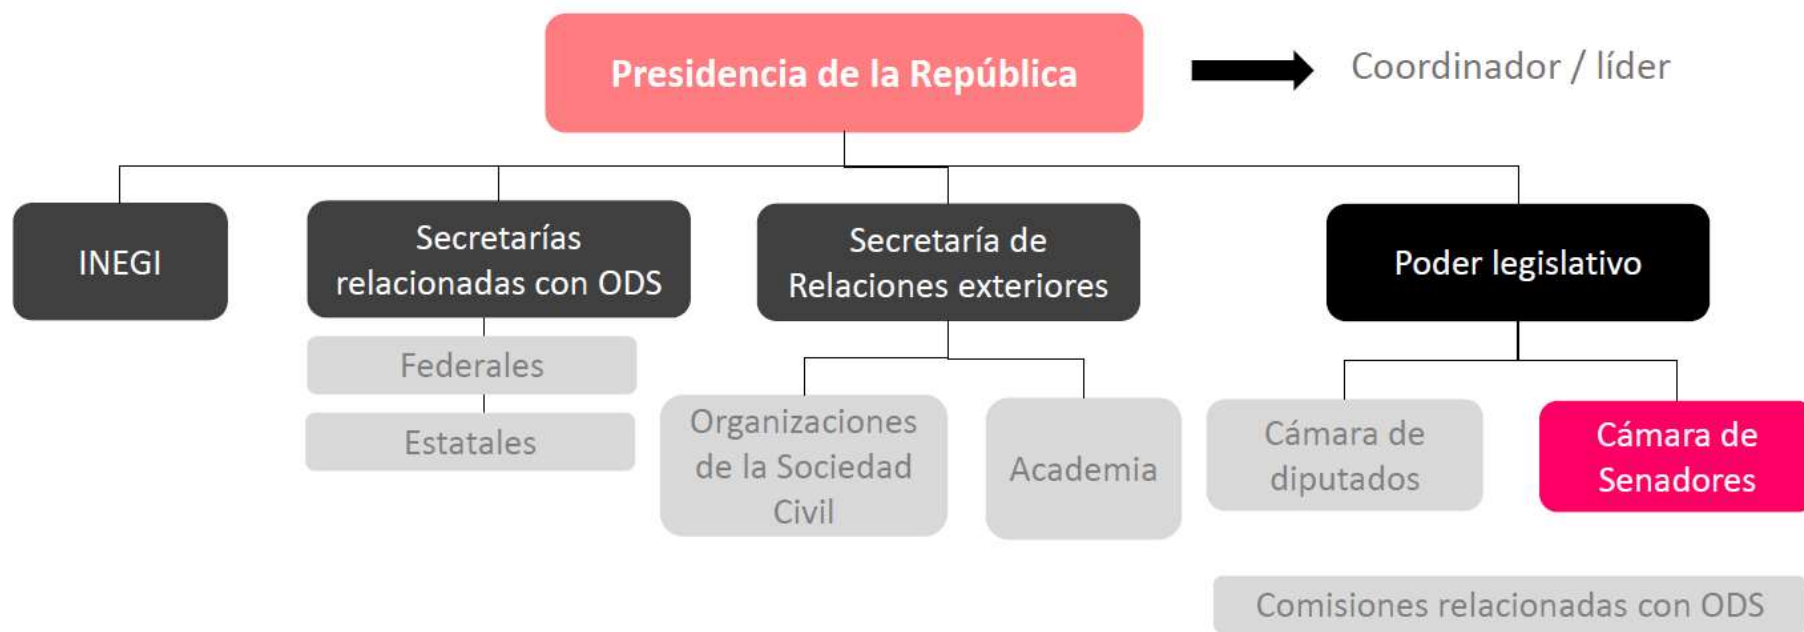 Presidencia de la República
Coordinador / líder
INEGI
Secretarías
relacionadas con ODS
Secretaría de
Relaciones exteriores
Poder legislativo
Federales
Estatales
Organizaciones
de la Sociedad
Civil
Academia
Cámara de
diputados
Cámara de
Senadores
Comisiones relacionadas con ODS